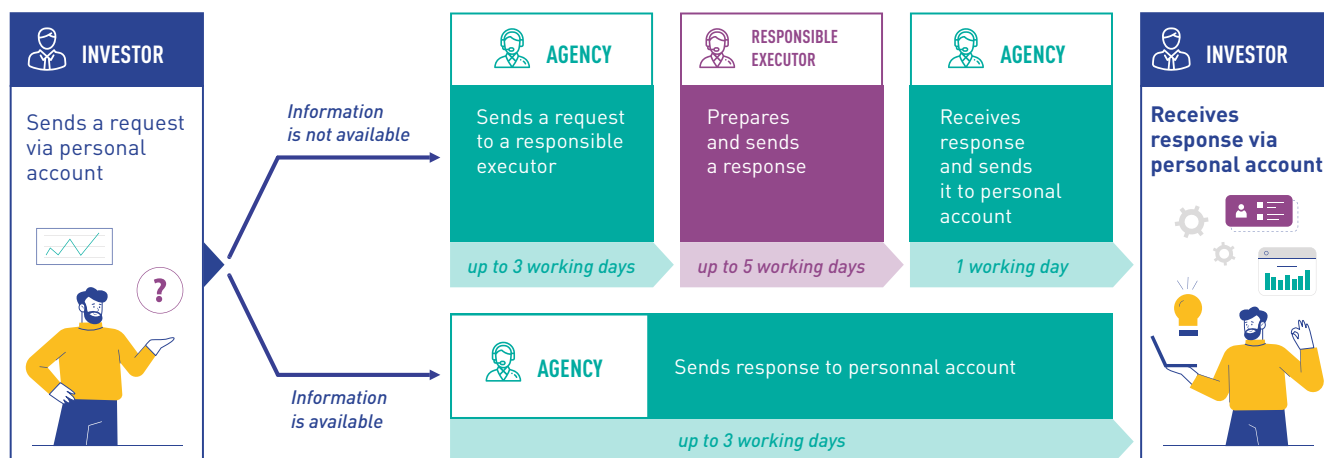 INVESTOR
Sends a request
via personal
account
?
Information
is not available
AGENCY
Sends a request
to a responsible
executor
up to 3 working days
RESPONSIBLE
EXECUTOR
Prepares
and sends
a response
up to 5 working days
AGENCY
Receives
response
and sends
it to personal
account
1 working day
Information
is available
AGENCY
Sends response to personnal account
up to 3 working days
INVESTOR
Receives
response via
personal account